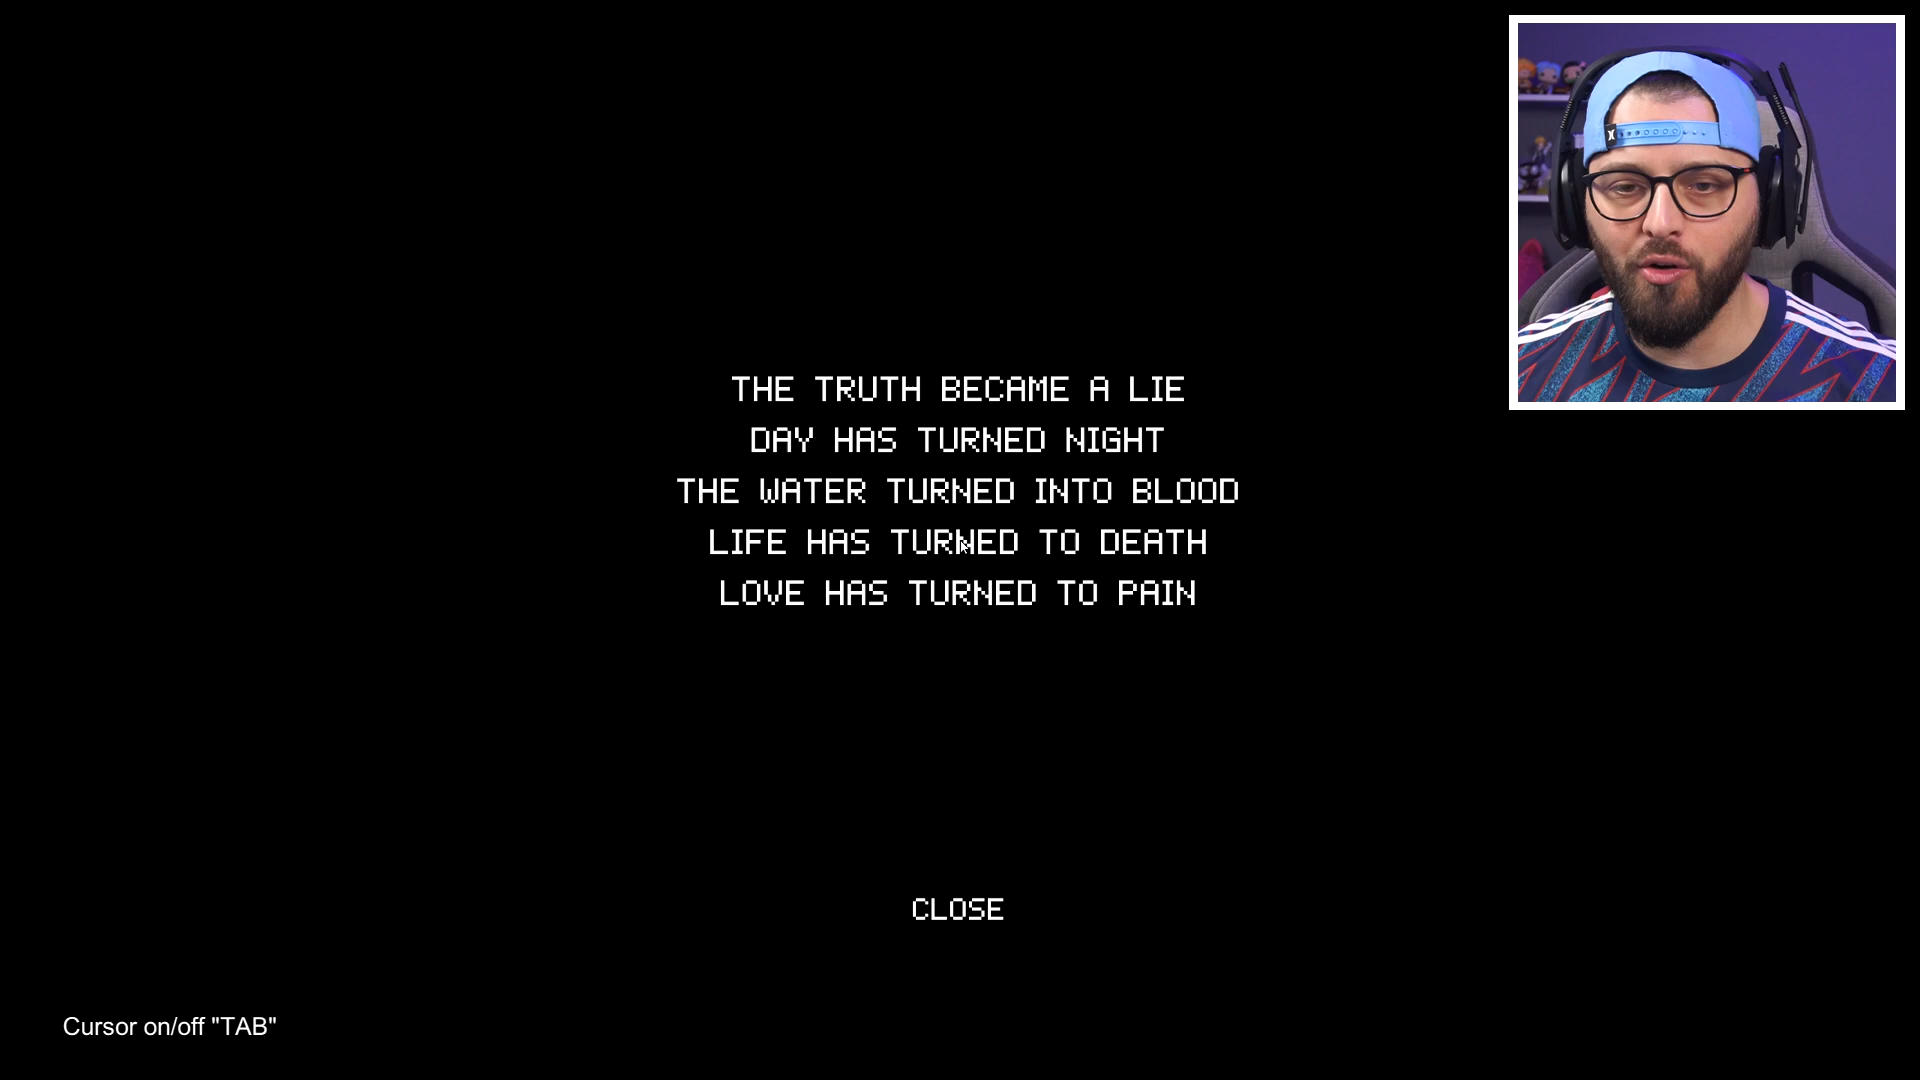 THE TRUTH BECAME A LIE
DAY HAS TURNED NIGHT
THE WATER TURNED INTO BLOOD
LIFE HAS TURNED TO DEATH
LOVE HAS TURNED TO PAIN
CLOSE
Cursor on/off "TAB"